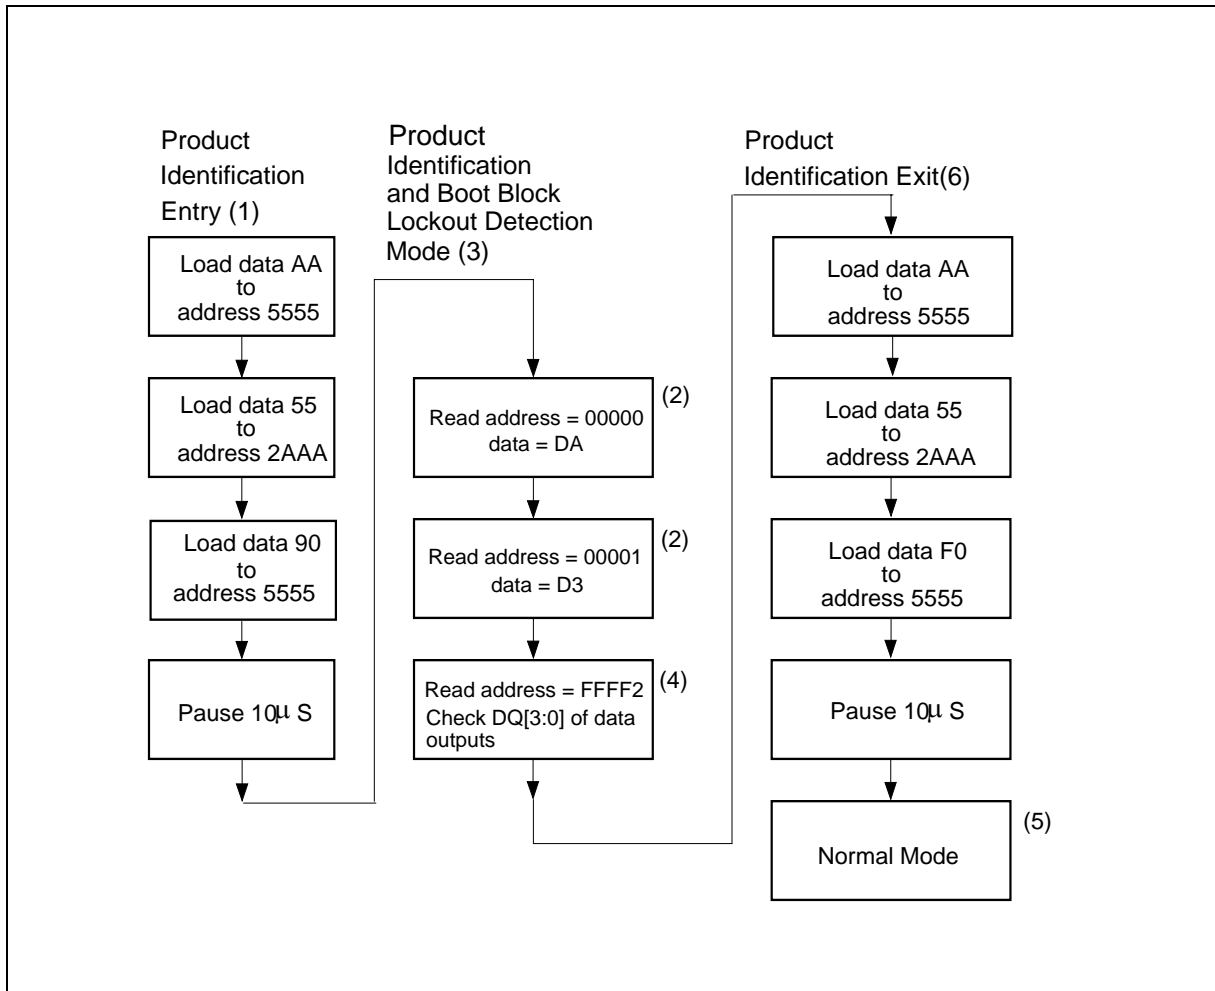 Product
Identification
Entry (1)
Load data AA
to
address 5555
Load data 55
to
address 2AAA
Load data 90
to
address 5555
Pause 10μ S
Product
Identification
and Boot Block
Lockout Detection
Mode (3)
Read address = 00000
data = DA
(2)
Read address = 00001
data = D3
(2)
Read address = FFFF2
Check DQ[3:0] of data
outputs
(4)
Product
Identification Exit(6)
Load data AA
to
address 5555
Load data 55
to
address 2AAA
Load data F0
to
address 5555
Pause 10μ S
Normal Mode
(5)